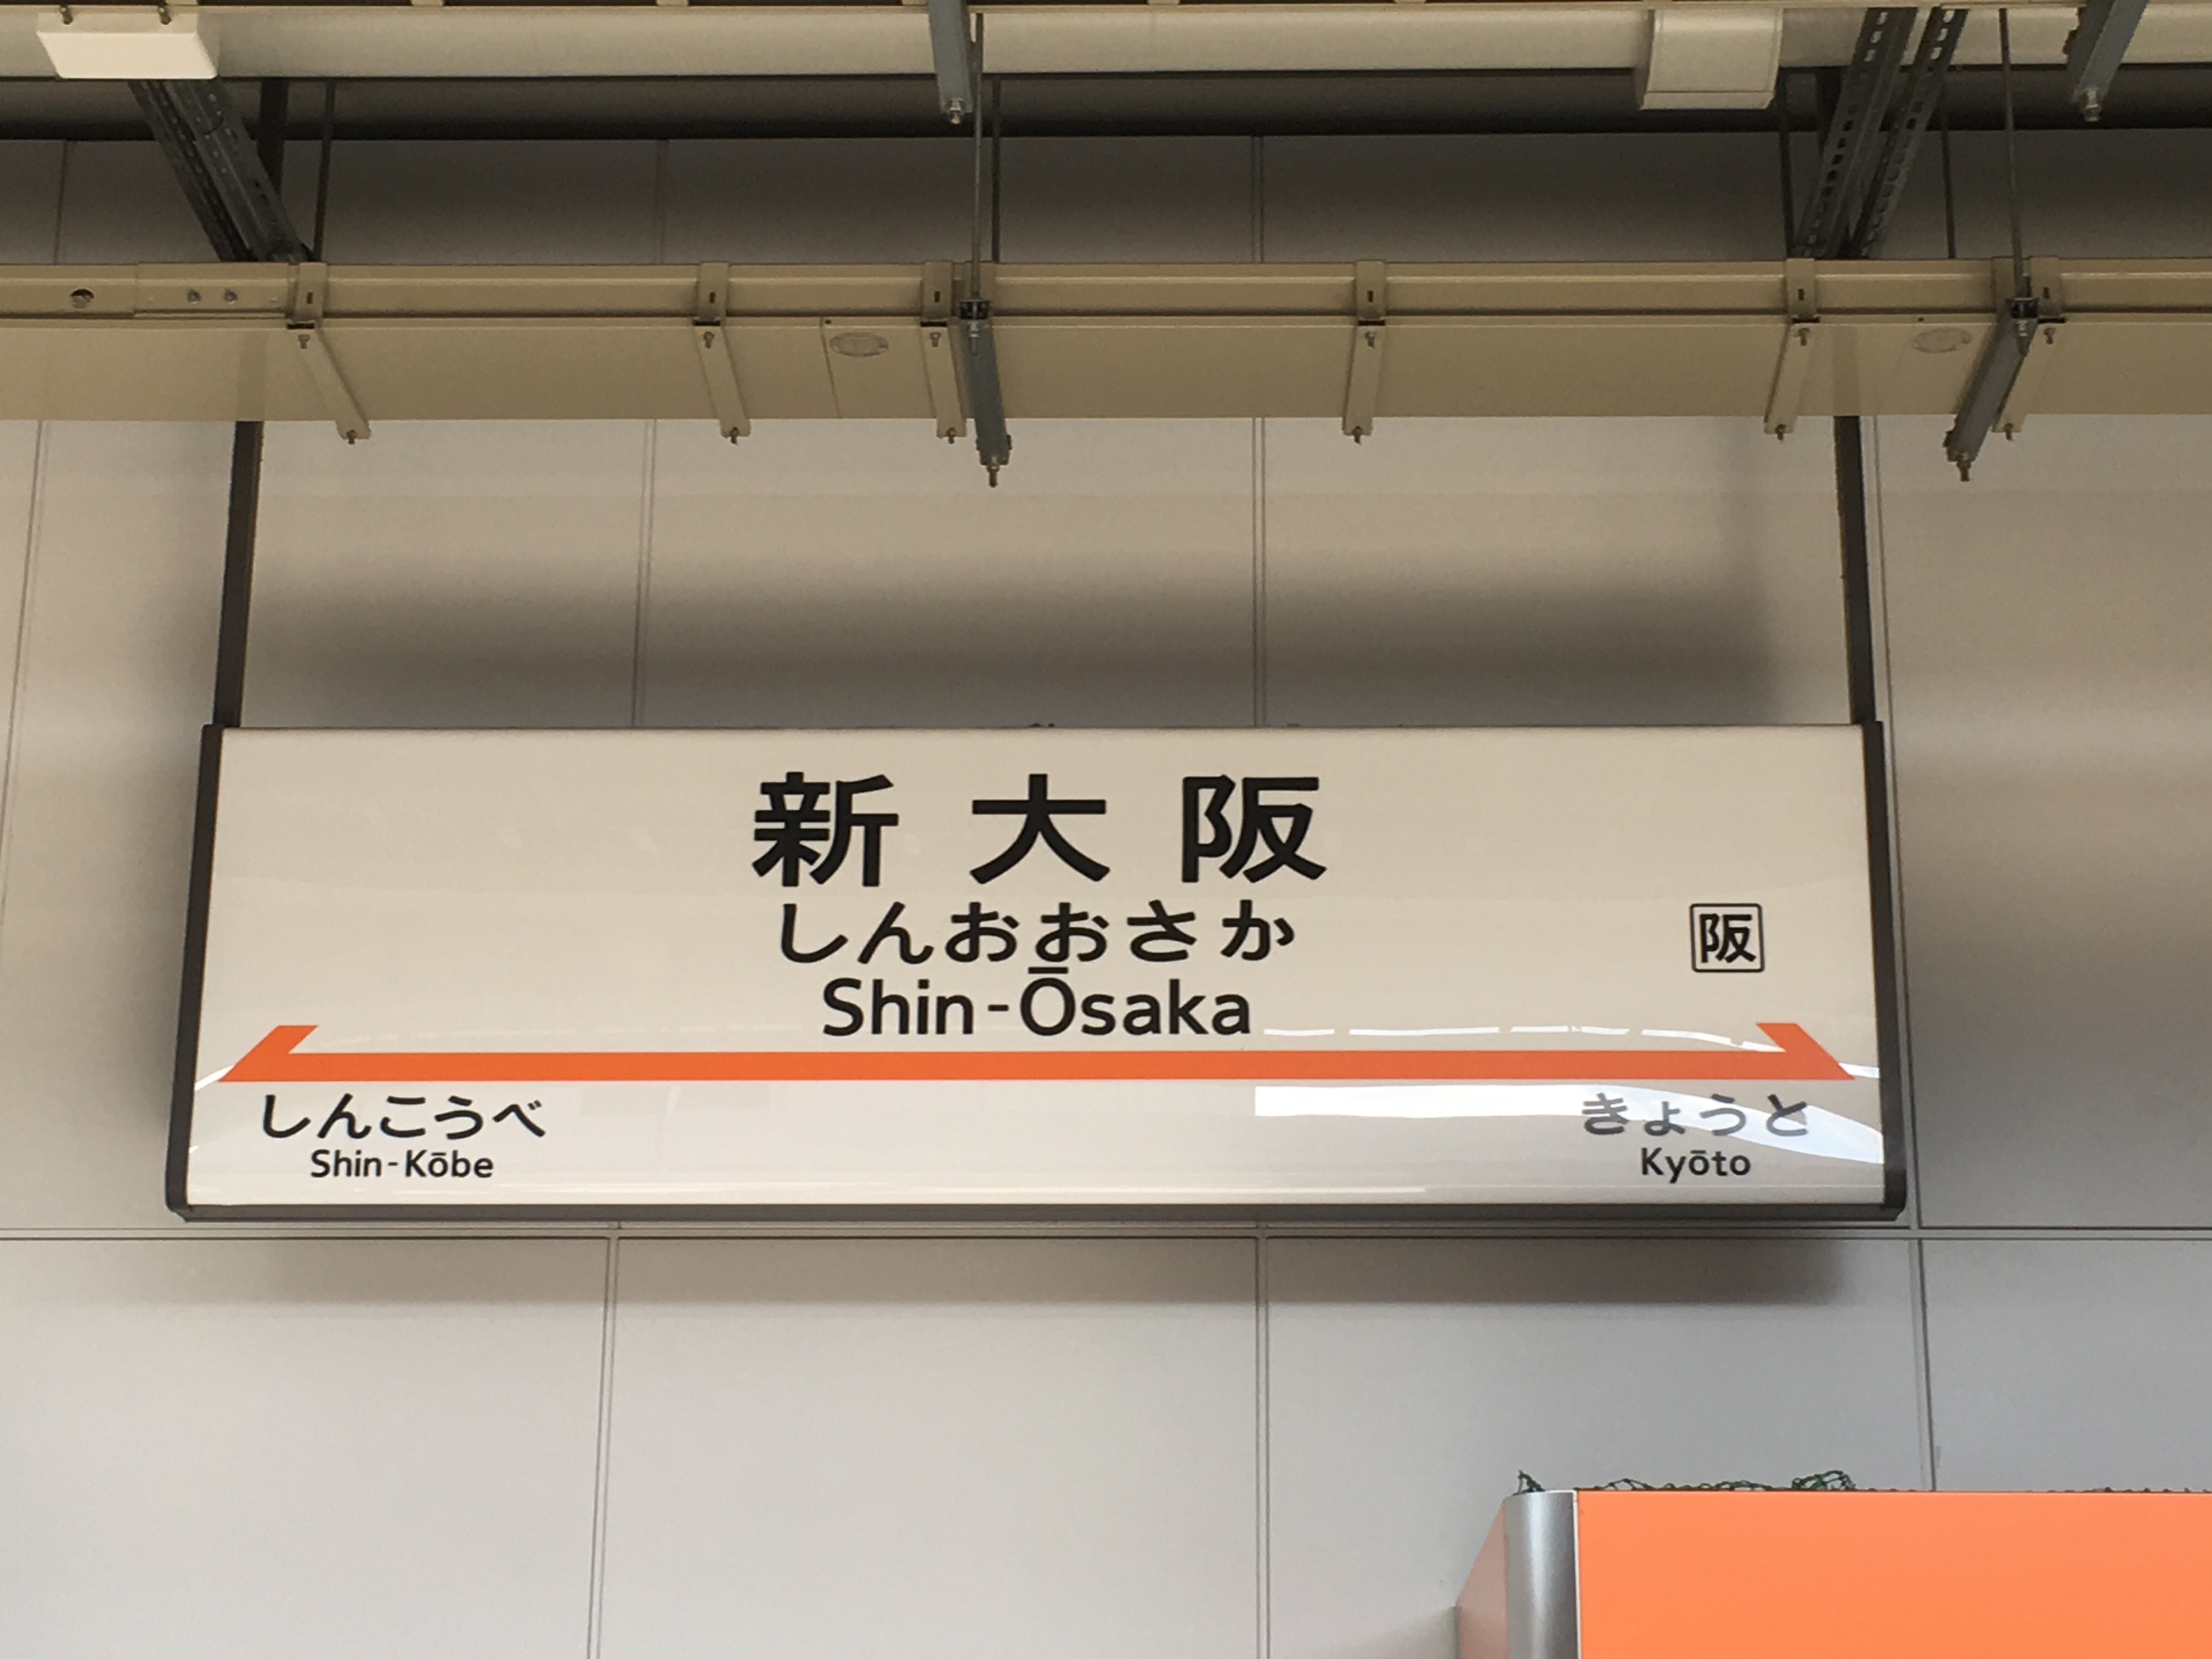 新大阪
しんおおさか
阪
Shin-Ōsaka
しんこうべ
きょうと
Shin-Kōbe
Kyōto